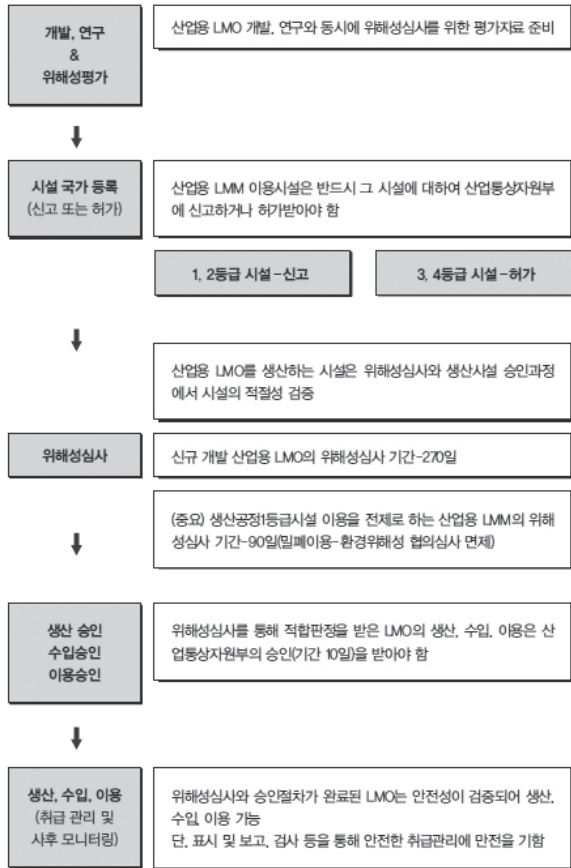 개발, 연구
&
위해성평가
산업용 LMO 개발, 연구와 동시에 위해성심사를 위한 평가자료 준비
시설 국가 등록
(신고 또는 허가)
산업용 LMM 이용시설은 반드시 그 시설에 대하여 산업통상자원부
에 신고하거나 허가받아야 함
1, 2등급 시설-신고
3, 4등급 시설-허가
산업용 LMO를 생산하는 시설은 위해성심사와 생산시설 승인과정
에서 시설의 적절성 검증
위해성심사
신규 개발 산업용 LMO의 위해성심사 기간-270일
(중요) 생산공정1등급시설 이용을 전제로 하는 산업용 LMM의 위해
성심사 기간-90일(밀폐이용-환경위해성 협의심사 면제)
생산 승인
수입승인
이용승인
위해성심사를 통해 적합판정을 받은 LMO의 생산, 수입, 이용은 산
업통상자원부의 승인(기간 10일)을 받아야 함
생산, 수입, 이용
(취급 관리 및
사후 모니터링)
위해성심사와 승인절차가 완료된 LMO는 안전성이 검증되어 생산,
수입, 이용 가능
단, 표시 및 보고, 검사 등을 통해 안전한 취급관리에 만전을 기함